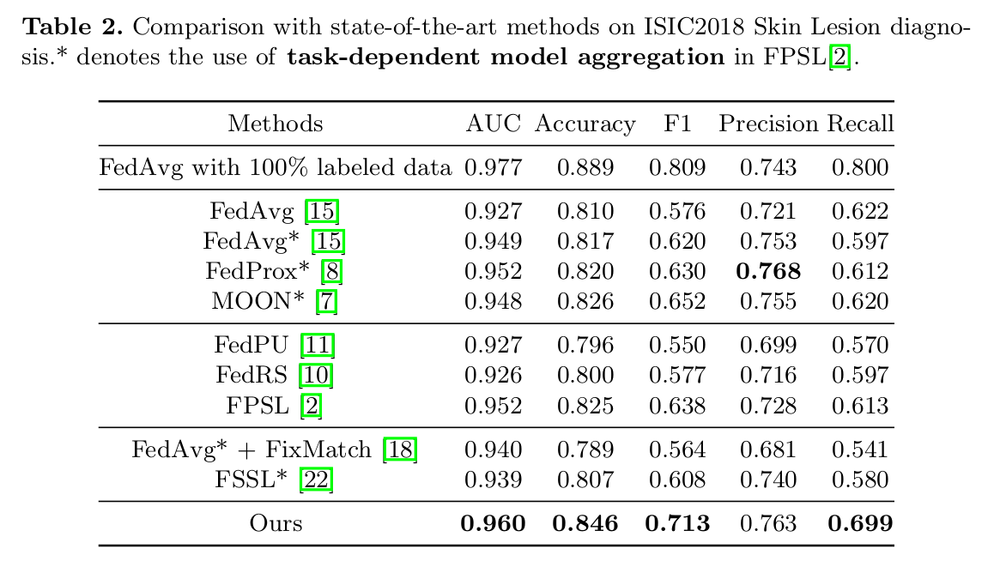 Table 2. Comparison with state-of-the-art methods on ISIC2018 Skin Lesion diagno-
sis.* denotes the use of task-dependent model aggregation in FPSL[2].
Methods AUC Accuracy F1 Precision Recall
FedAvg with 100% labeled data 0.977 0.889 0.809 0.743 0.800
FedAvg [15] 0.927 0.810 0.576 0.721 0.622
FedAvg* [15] 0.949 0.817 0.620 0.753 0.597
FedProx* [8] 0.952 0.820 0.630 0.768 0.612
MOON* [7] 0.948 0.826 0.652 0.755 0.620
FedPU [11] 0.927 0.796 0.550 0.699 0.570
FedRS [10] 0.926 0.800 0.577 0.716 0.597
FPSL [2] 0.952 0.825 0.638 0.728 0.613
FedAvg* + FixMatch [18] 0.940 0.789 0.564 0.681 0.541
FSSL* [22] 0.939 0.807 0.608 0.740 0.580
Ours 0.960 0.846 0.713 0.763 0.699